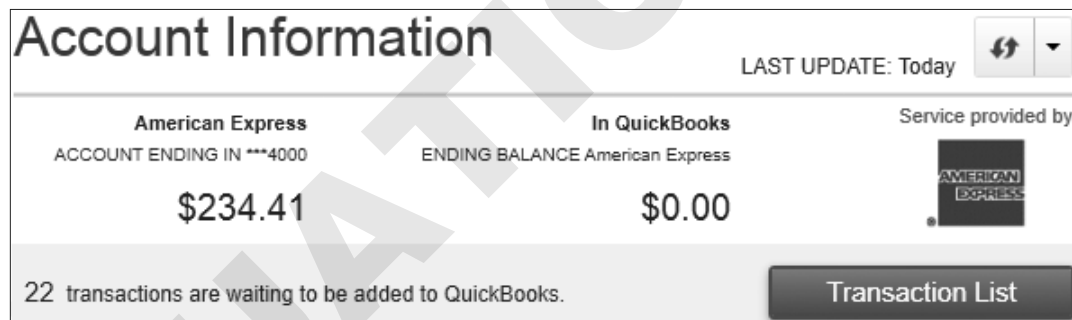 Account Information
LAST UPDATE: Today
American Express
ACCOUNT ENDING IN ***4000
$234.41
In QuickBooks
ENDING BALANCE American Express
$0.00
Service provided by
AMERICAN
EXPRESS
®
22 transactions are waiting to be added to QuickBooks.
Transaction List